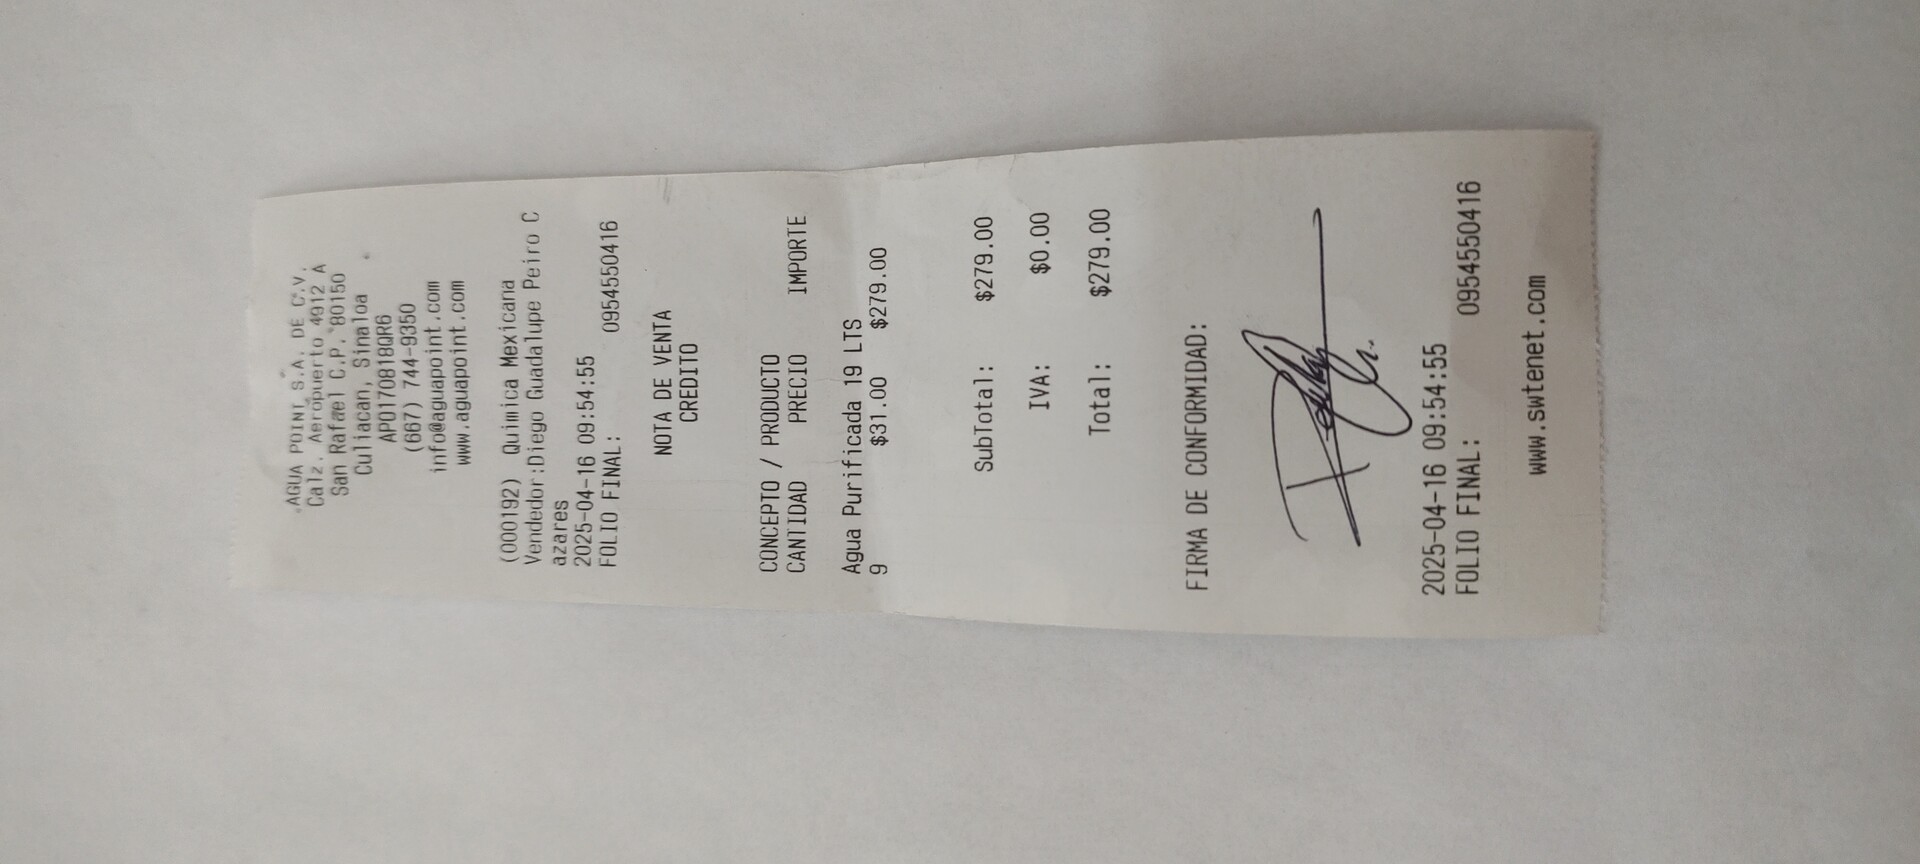 AGUA POINT S.A. DE C.V.
Calz. Aeropuerto 4912 A
San Rafael C.P. 80150
Culiacan, Sinaloa
APO170818QR6
(667) 744-9350
info@aguapoint.com
www.aguapoint.com
(000192) Quimica Mexicana
Vendedor:Diego Guadalupe Peiro C
azares
2025-04-16 09:54:55
FOLIO FINAL: 0954550416
NOTA DE VENTA
CREDITO
CONCEPTO / PRODUCTO
CANTIDAD PRECIO IMPORTE
Agua Purificada 19 LTS
9 $31.00 $279.00
SubTotal: $279.00
IVA: $0.00
Total: $279.00
FIRMA DE CONFORMIDAD:
2025-04-16 09:54:55
FOLIO FINAL: 0954550416
www.swtenet.com